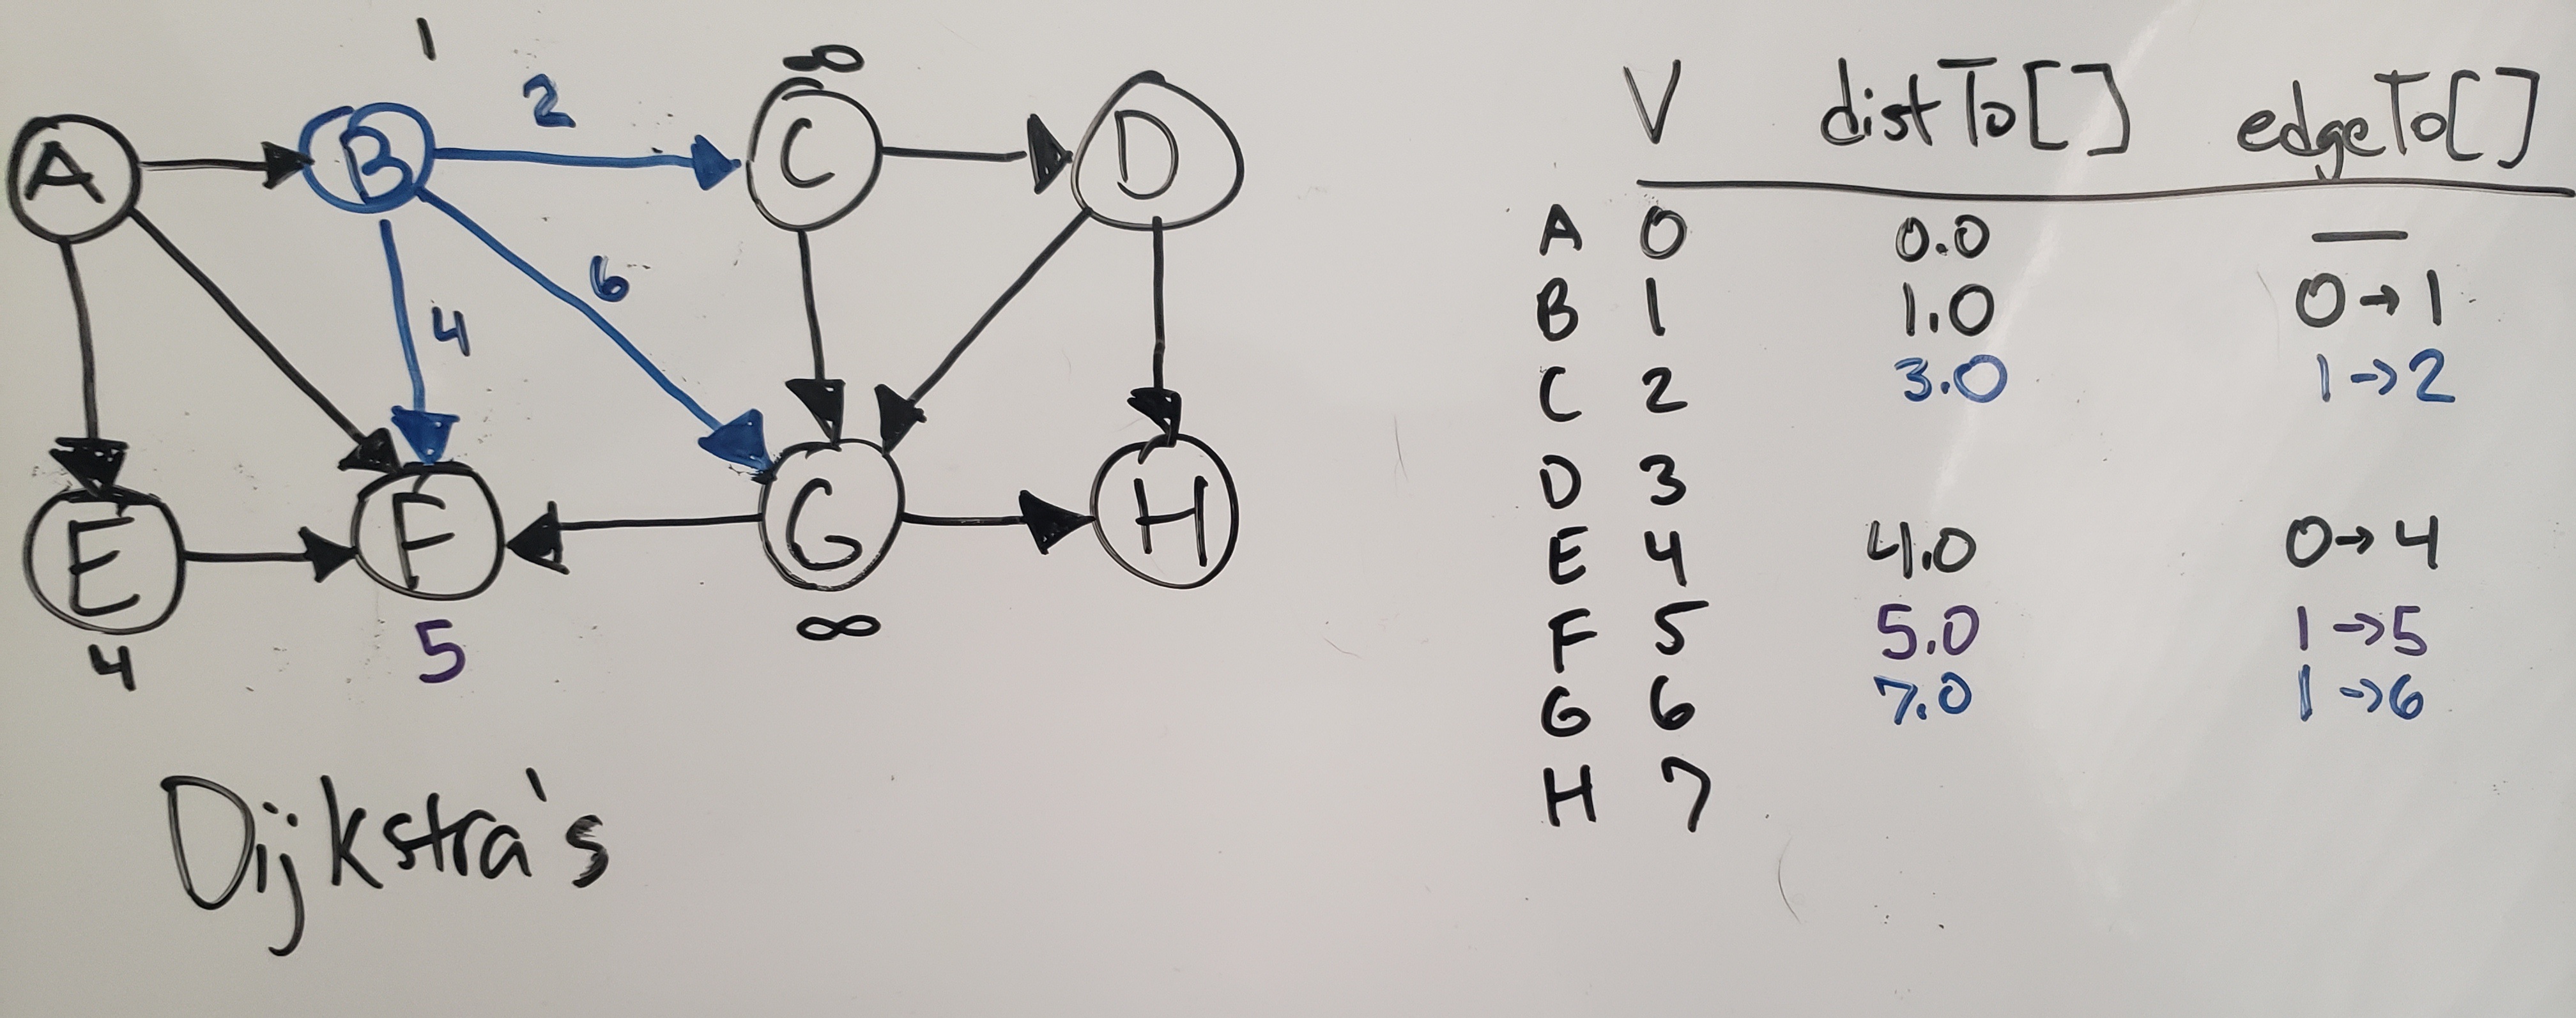 1
∞
2
A
B
C
D
6
4
E
F
G
H
4
5
∞
Dijkstra's
V distTo[] edgeTo[]
A 0 0.0 —
B 1 1.0 0→1
C 2 3.0 1→2
D 3
E 4 4.0 0→4
F 5 5.0 1→5
G 6 7.0 1→6
H 7